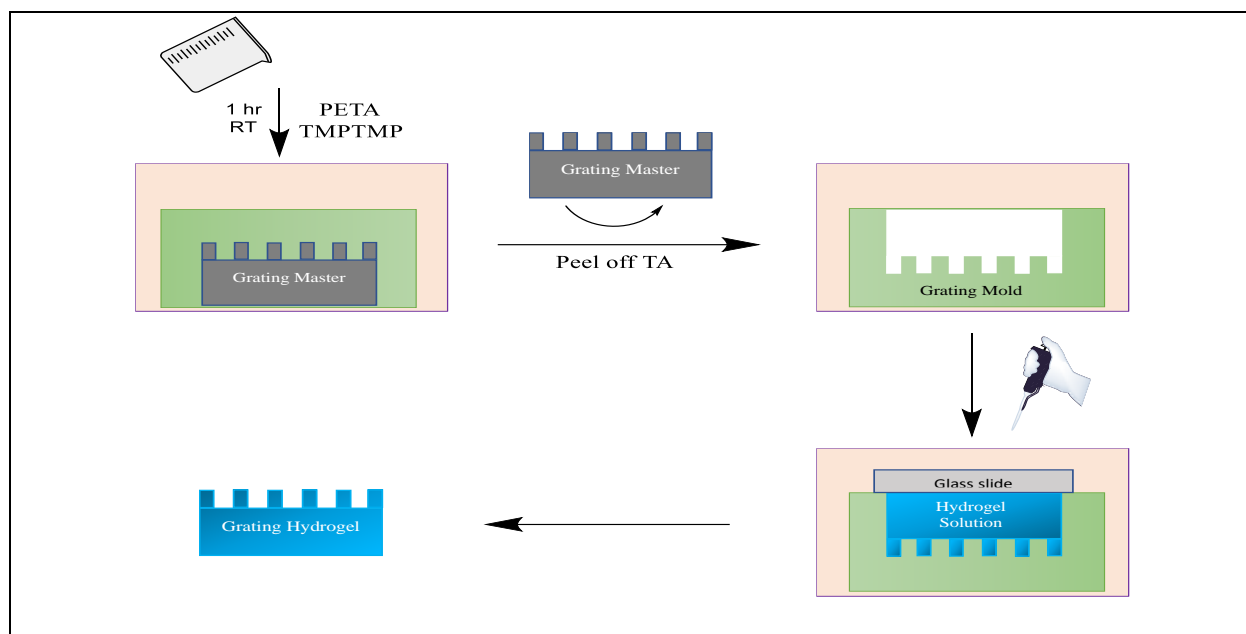 1 hr
RT
PETA
TMPTMP
Grating Master
Grating Master
Peel off TA
Grating Mold
Glass slide
Hydrogel
Solution
Grating Hydrogel